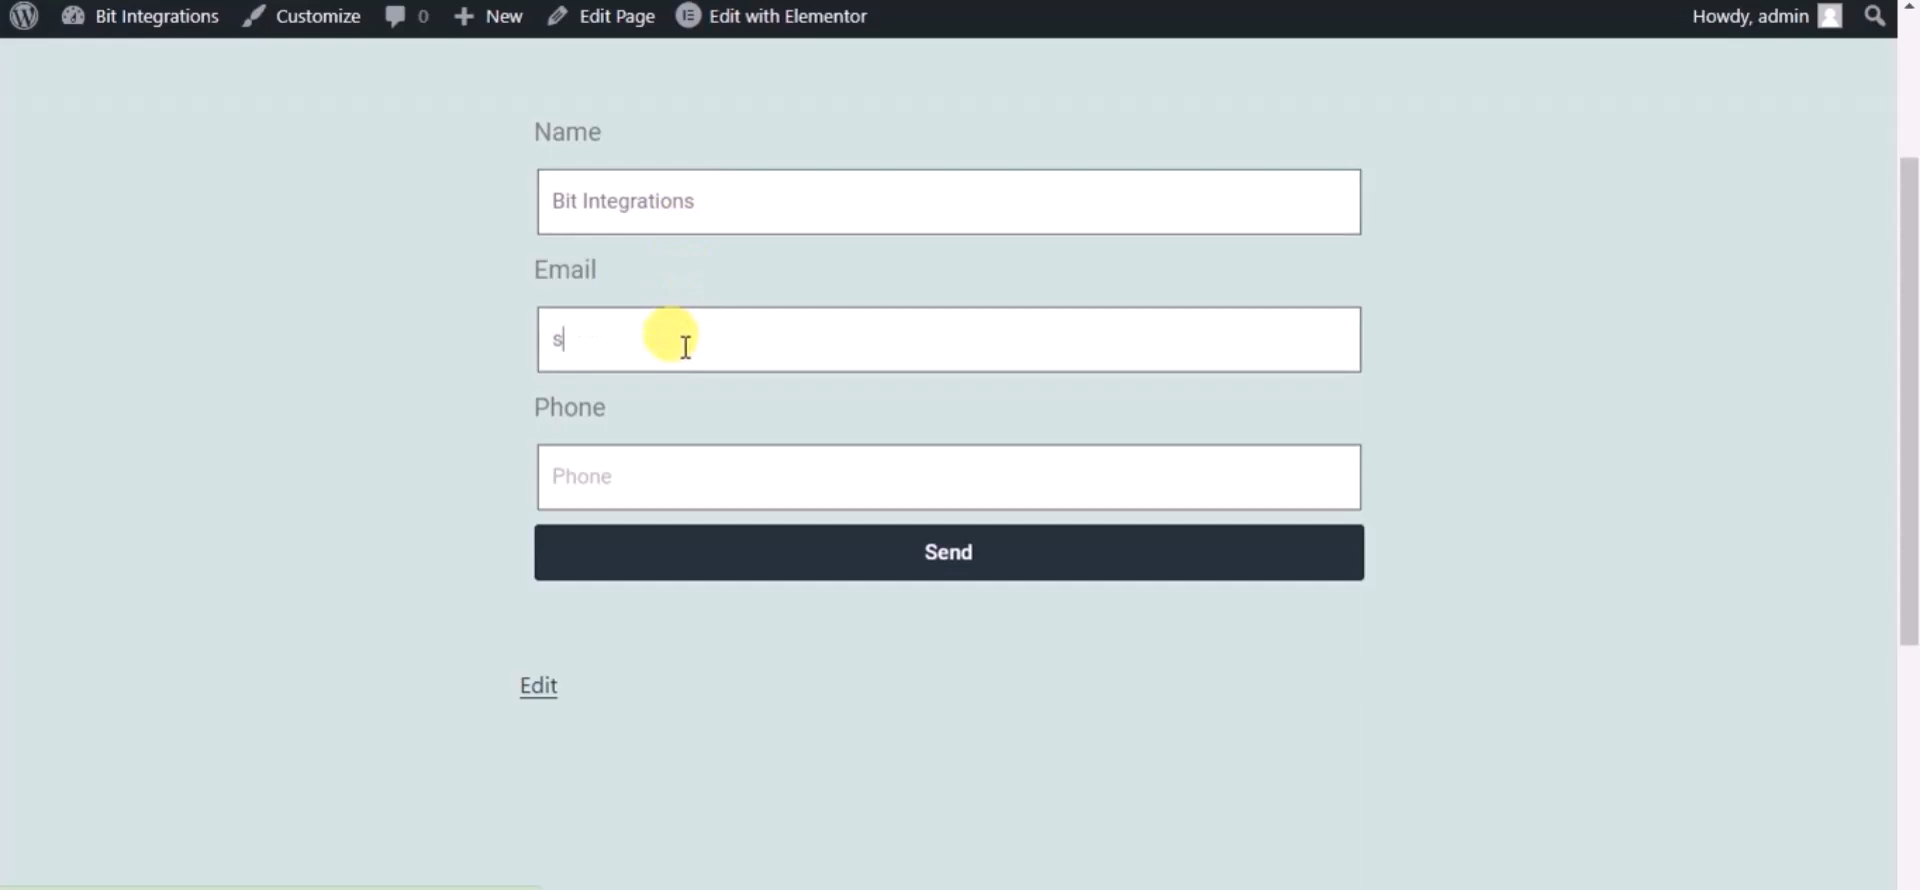 Bit Integrations Customize 0 New Edit Page Edit with Elementor Howdy, admin
Name
Bit Integrations
Email
s
Phone
Phone
Send
Edit